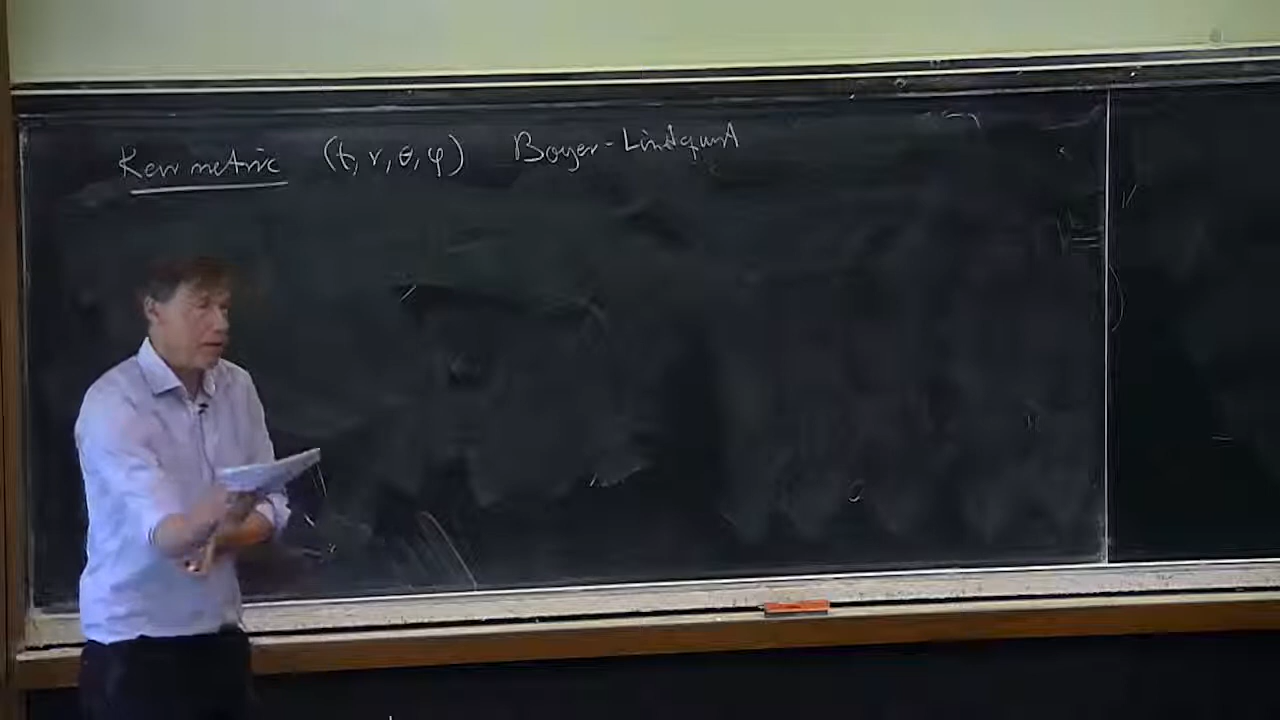 Kerr metric (t, r, θ, φ) Boyer-Lindquist